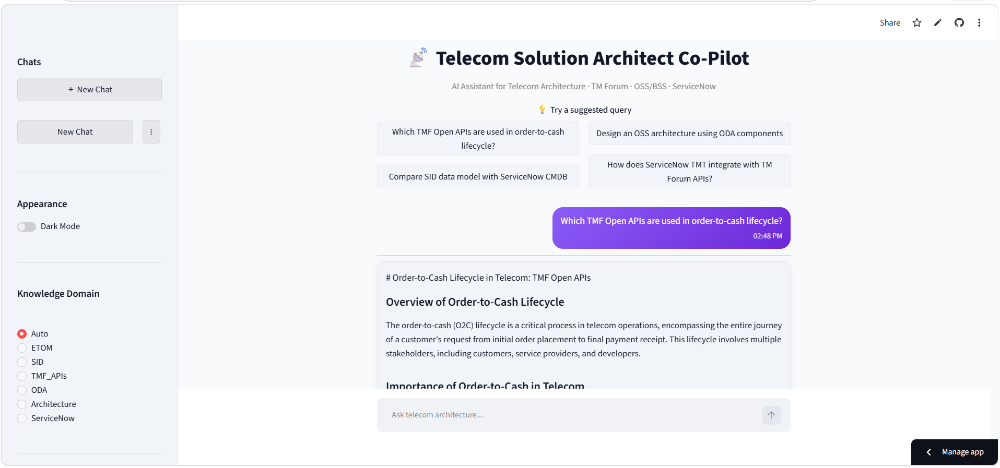 Share
Chats
+ New Chat
New Chat
Appearance
Dark Mode
Knowledge Domain
Auto
ETOM
SID
TMF_APIs
ODA
Architecture
ServiceNow
Telecom Solution Architect Co-Pilot
AI Assistant for Telecom Architecture · TM Forum · OSS/BSS · ServiceNow
Try a suggested query
Which TMF Open APIs are used in order-to-cash
lifecycle?
Design an OSS architecture using ODA components
Compare SID data model with ServiceNow CMDB
How does ServiceNow TMT integrate with TM
Forum APIs?
Which TMF Open APIs are used in order-to-cash lifecycle?
02:48 PM
# Order-to-Cash Lifecycle in Telecom: TMF Open APIs
Overview of Order-to-Cash Lifecycle
The order-to-cash (O2C) lifecycle is a critical process in telecom operations, encompassing the entire journey
of a customer's request from initial order placement to final payment receipt. This lifecycle involves multiple
stakeholders, including customers, service providers, and developers.
Importance of Order-to-Cash in Telecom
Ask telecom architecture...
Manage app